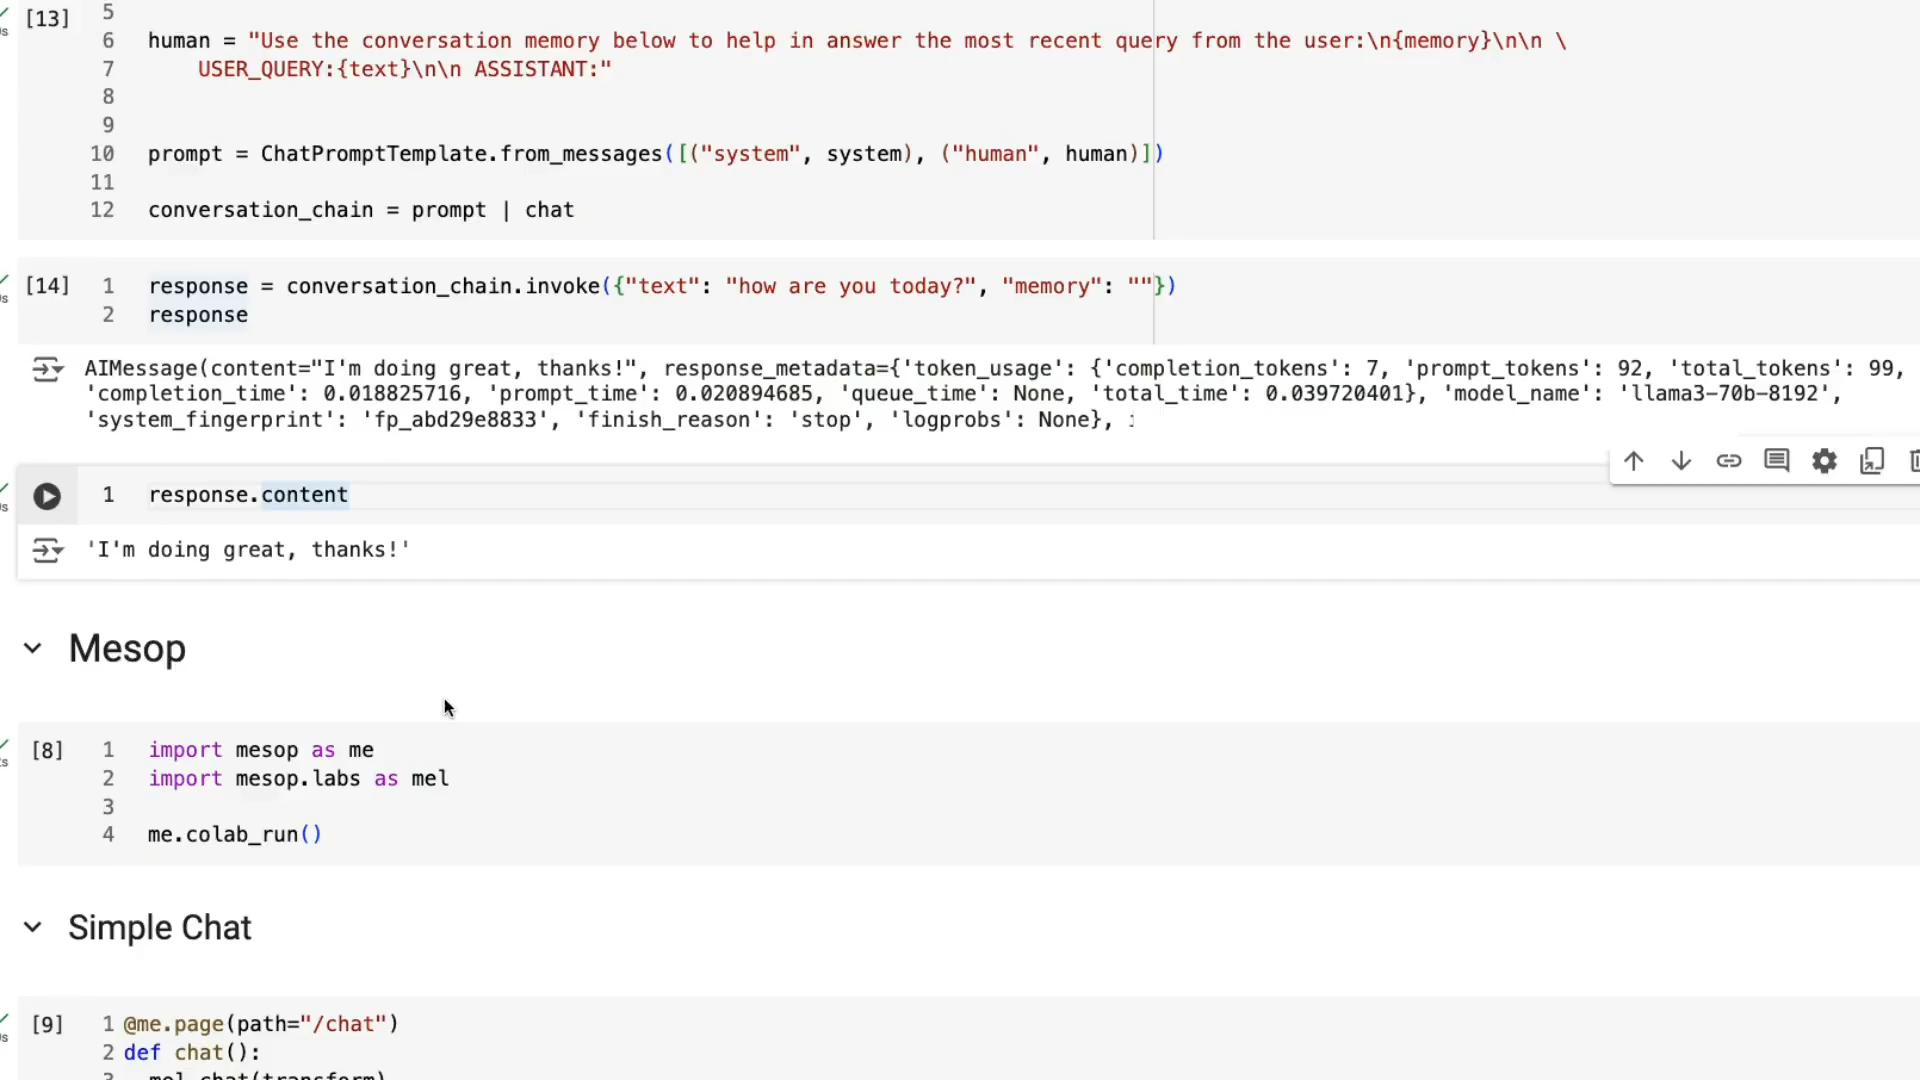 [13] 5
6 human = "Use the conversation memory below to help in answer the most recent query from the user:\n{memory}\n\n \
7 USER_QUERY:{text}\n\n ASSISTANT:"
8
9
10 prompt = ChatPromptTemplate.from_messages([("system", system), ("human", human)])
11
12 conversation_chain = prompt | chat
[14] 1 response = conversation_chain.invoke({"text": "how are you today?", "memory": ""})
2 response
AIMessage(content="I'm doing great, thanks!", response_metadata={'token_usage': {'completion_tokens': 7, 'prompt_tokens': 92, 'total_tokens': 99,
'completion_time': 0.018825716, 'prompt_time': 0.020894685, 'queue_time': None, 'total_time': 0.039720401}, 'model_name': 'llama3-70b-8192',
'system_fingerprint': 'fp_abd29e8833', 'finish_reason': 'stop', 'logprobs': None},
1 response.content
'I'm doing great, thanks!'
Mesop
[8] 1 import mesop as me
2 import mesop.labs as mel
3
4 me.colab_run()
Simple Chat
[9] 1 @me.page(path="/chat")
2 def chat():
3 mel.chat(transform)